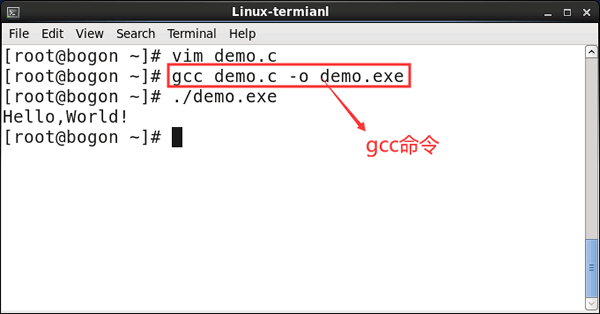 Linux-termianl
File Edit View Search Terminal Help
[root@bogon ~]# vim demo.c
[root@bogon ~]# gcc demo.c -o demo.exe
[root@bogon ~]# ./demo.exe
Hello,World!
[root@bogon ~]#
gcc命令